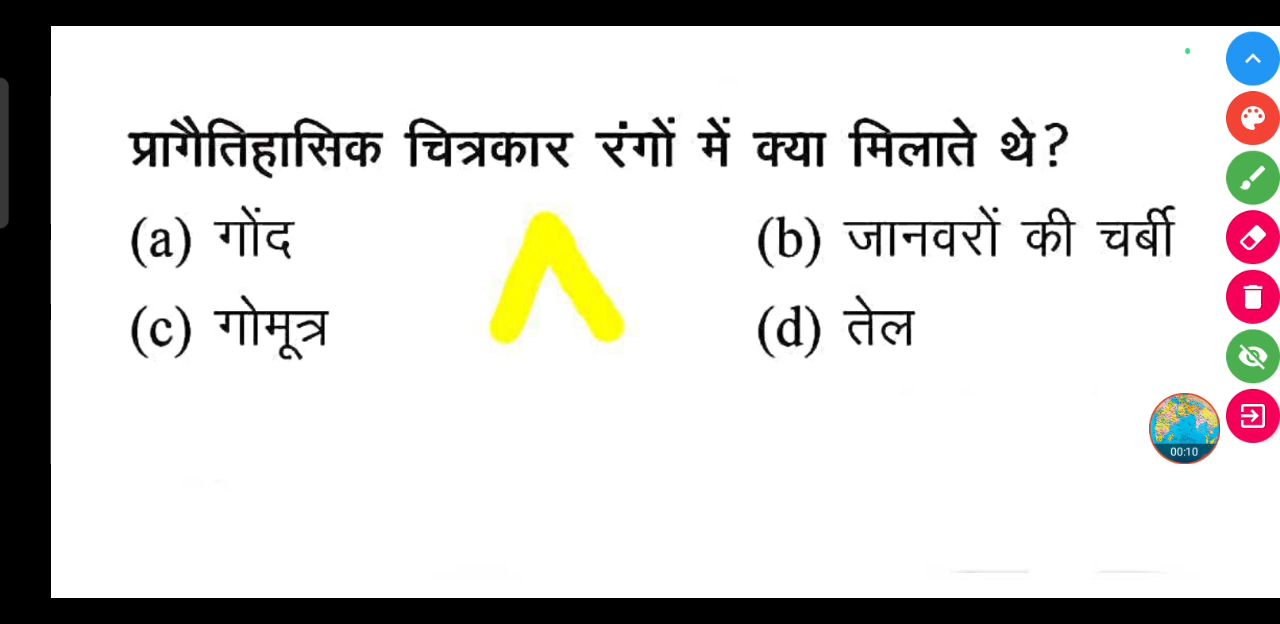 प्रागैतिहासिक चित्रकार रंगों में क्या मिलाते थे?
(a) गोंद (b) जानवरों की चर्बी
(c) गोमूत्र (d) तेल
00:10